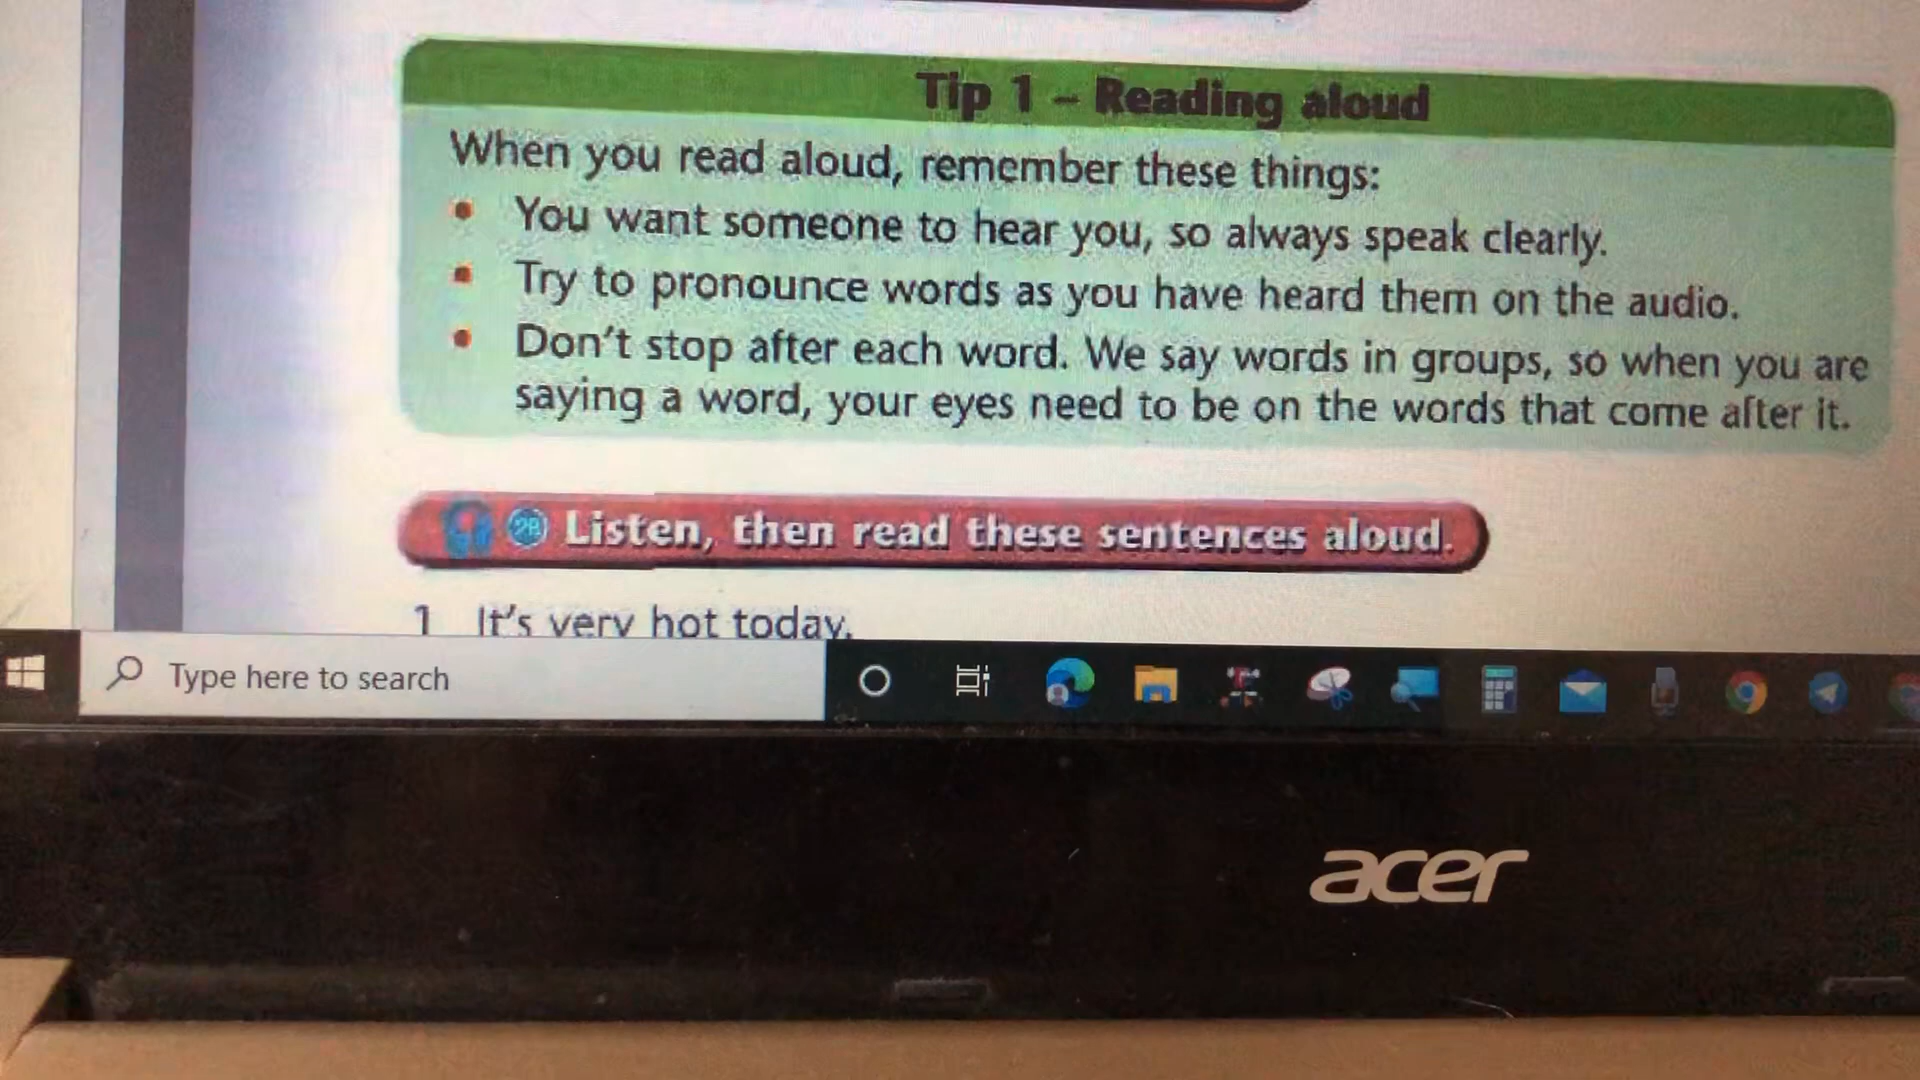 Tip 1 – Reading aloud
When you read aloud, remember these things:
• You want someone to hear you, so always speak clearly.
• Try to pronounce words as you have heard them on the audio.
• Don't stop after each word. We say words in groups, so when you are
saying a word, your eyes need to be on the words that come after it.
2B Listen, then read these sentences aloud.
1 It's very hot today.
Type here to search
acer